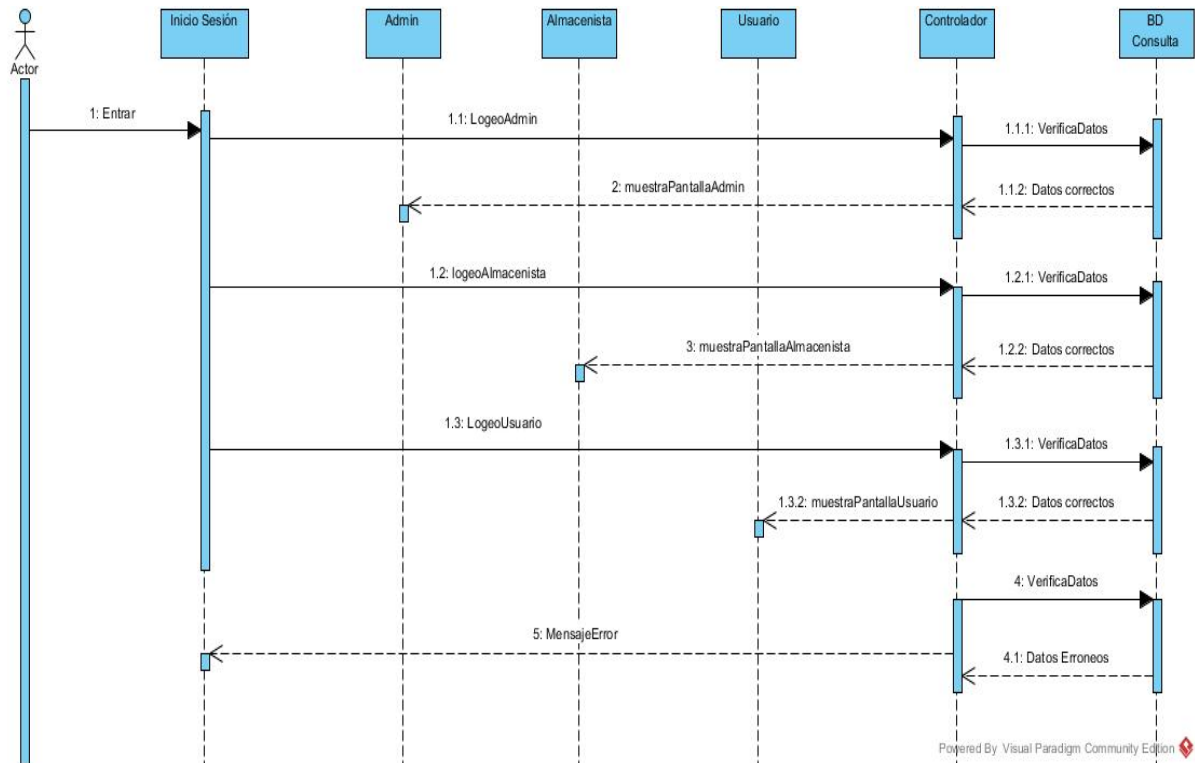 Inicio Sesión
Admin
Almacenista
Usuario
Controlador
BD
Consulta
Actor
1: Entrar
1.1: LogeoAdmin
1.1.1: VerificaDatos
2: muestraPantallaAdmin
1.1.2: Datos correctos
1.2: logeoAlmacenista
1.2.1: VerificaDatos
3: muestraPantallaAlmacenista
1.2.2: Datos correctos
1.3: LogeoUsuario
1.3.1: VerificaDatos
1.3.2: muestraPantallaUsuario
1.3.2: Datos correctos
4: VerificaDatos
5: MensajeError
4.1: Datos Erroneos
Powered By Visual Paradigm Community Edition